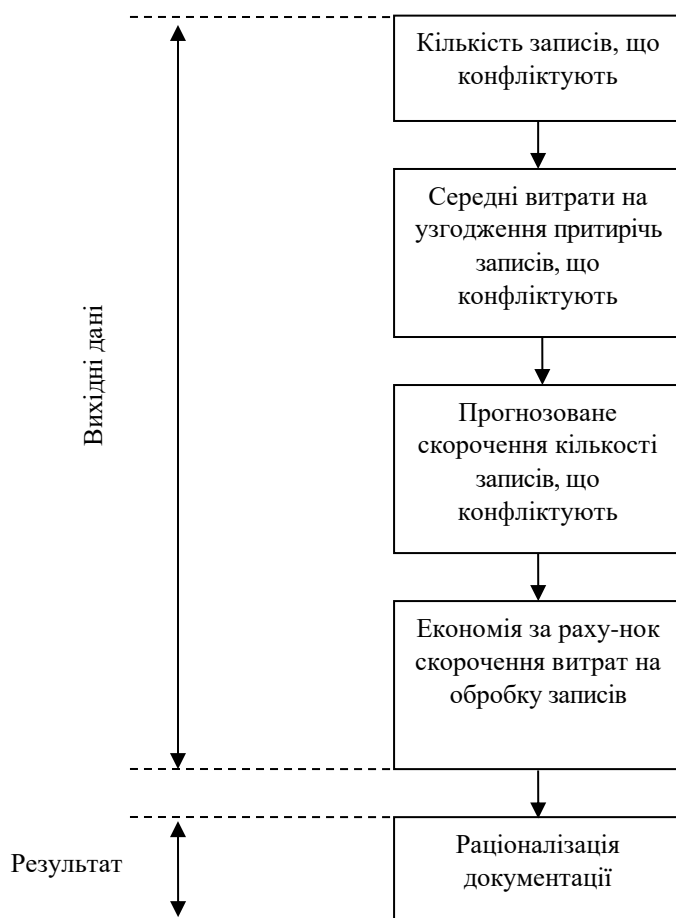 Кількість записів, що
конфліктують
Середні витрати на
узгодження притирічь
записів, що
конфліктують
Вихідні дані
Прогнозоване
скорочення кількості
записів, що
конфліктують
Економія за раху-нок
скорочення витрат на
обробку записів
Результат
Раціоналізація
документації